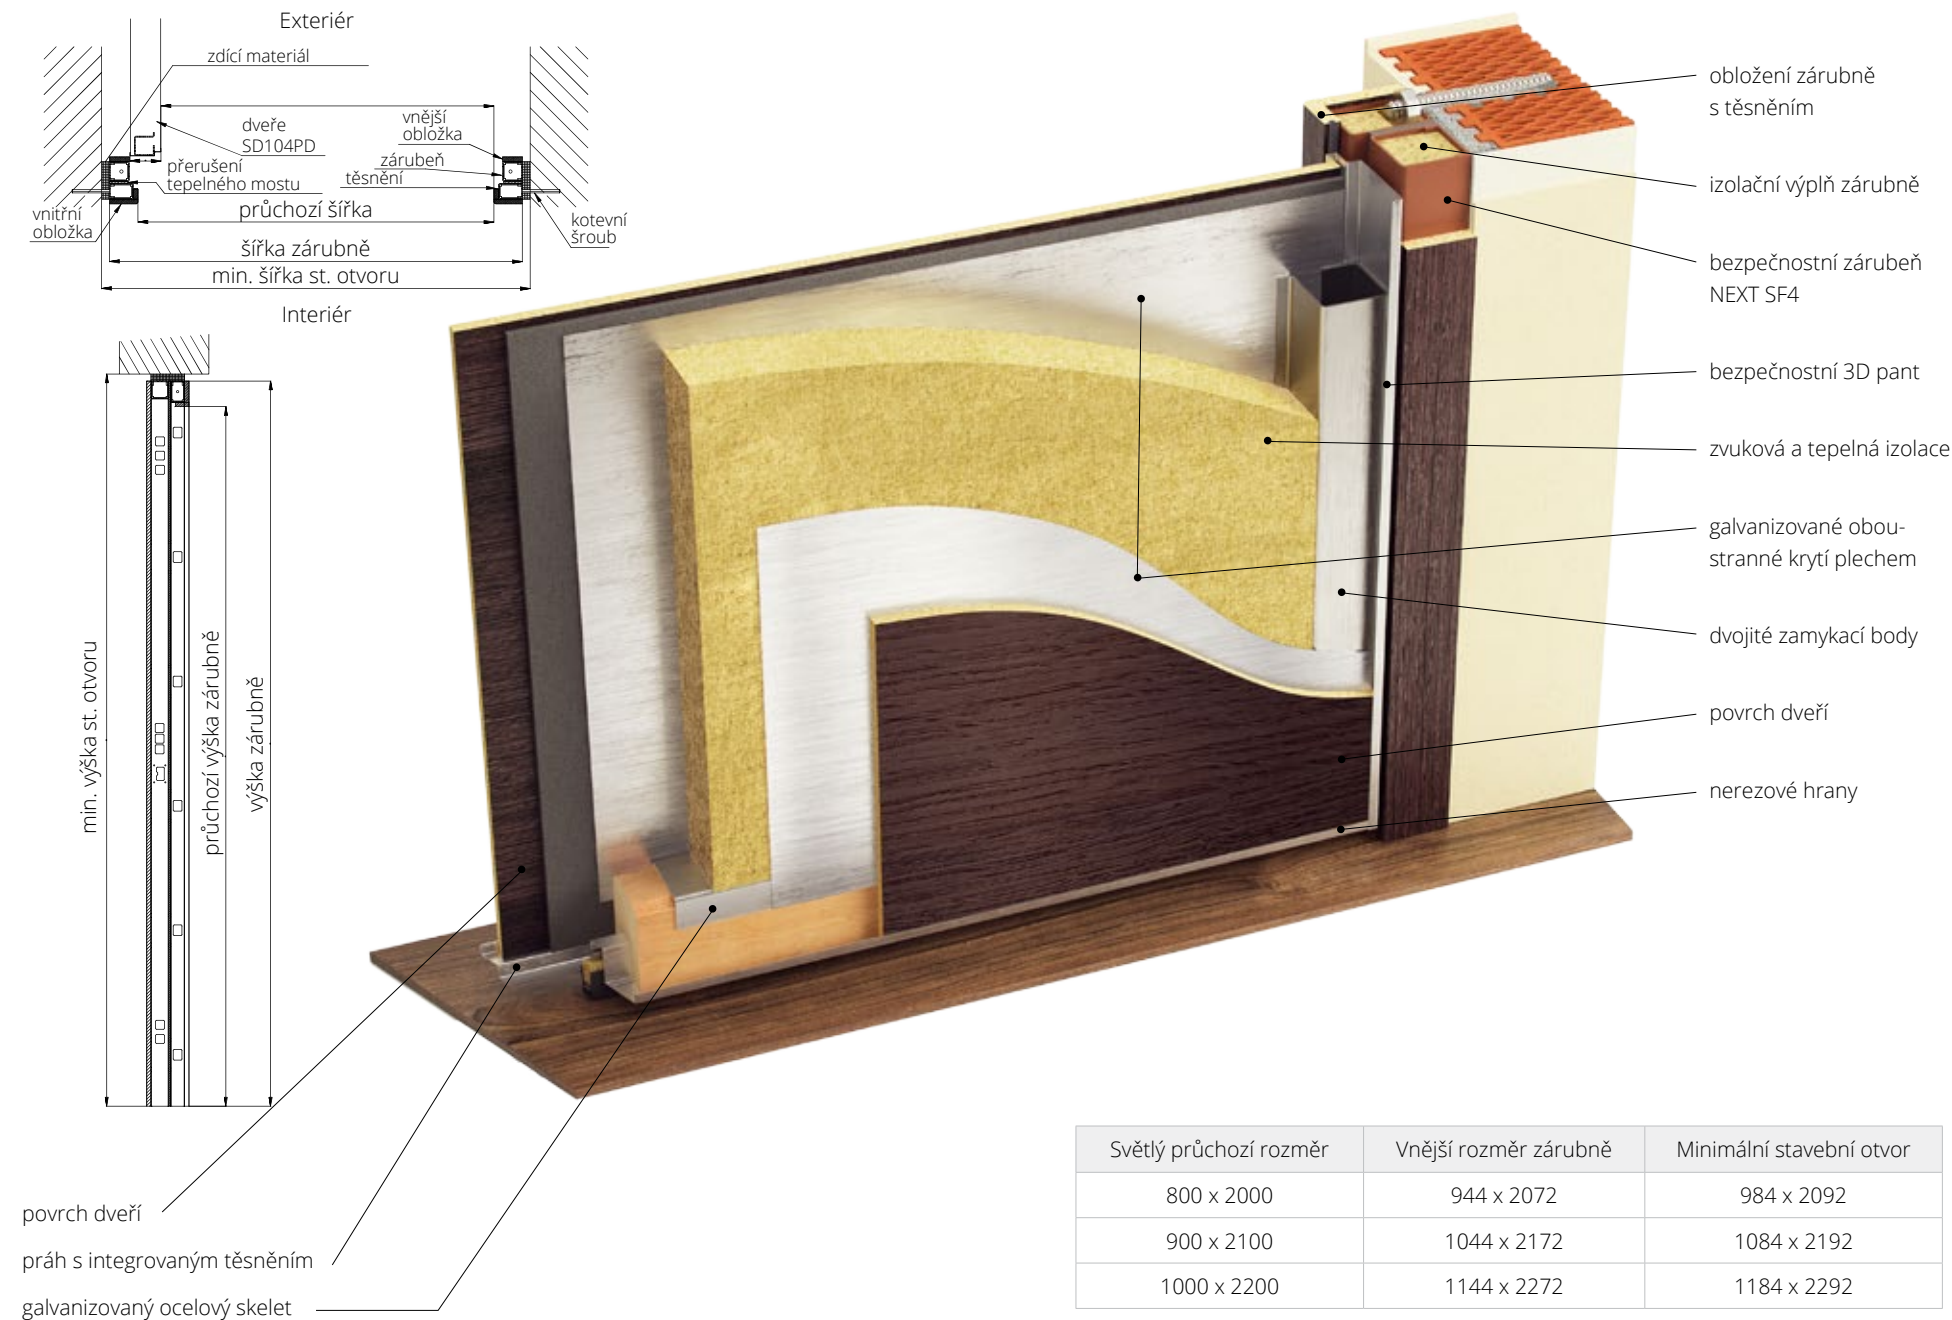 Exteriér
zdící materiál
dveře
SD104PD
vnější
obložka
přerušení
tepelného mostu
zárubeň
těsnění
vnitřní
obložka
průchozí šířka
kotevní
šroub
šířka zárubně
min. šířka st. otvoru
Interiér
min. výška st. otvoru
průchozí výška zárubně
výška zárubně
obložení zárubně
s těsněním
izolační výplň zárubně
bezpečnostní zárubeň
NEXT SF4
bezpečnostní 3D pant
zvuková a tepelná izolace
galvanizované obou-
stranné krytí plechem
dvojité zamykací body
povrch dveří
nerezové hrany
povrch dveří
práh s integrovaným těsněním
galvanizovaný ocelový skelet
Světlý průchozí rozměr Vnější rozměr zárubně Minimální stavební otvor
800 x 2000 944 x 2072 984 x 2092
900 x 2100 1044 x 2172 1084 x 2192
1000 x 2200 1144 x 2272 1184 x 2292